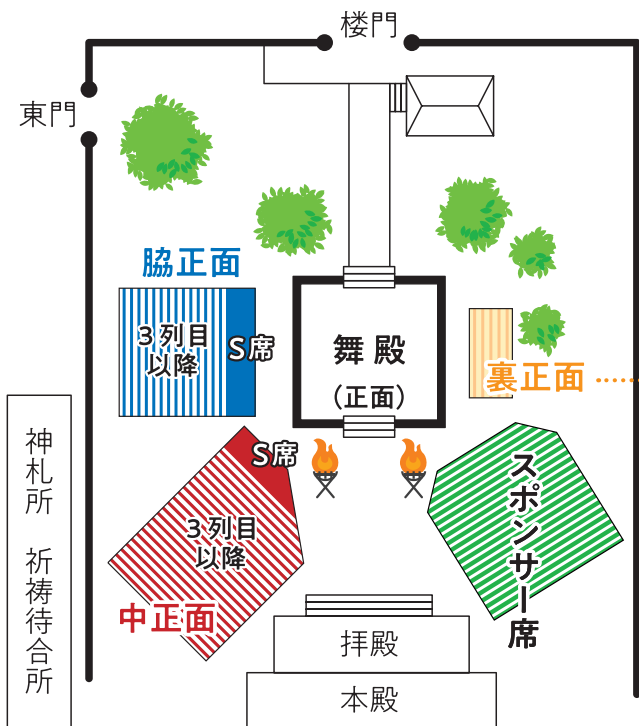 楼門
東門
脇正面
3列目
以降
S席
舞殿
(正面)
裏正面
S席
3列目
以降
中正面
スポンサー席
神札所 祈祷待合所
拝殿
本殿